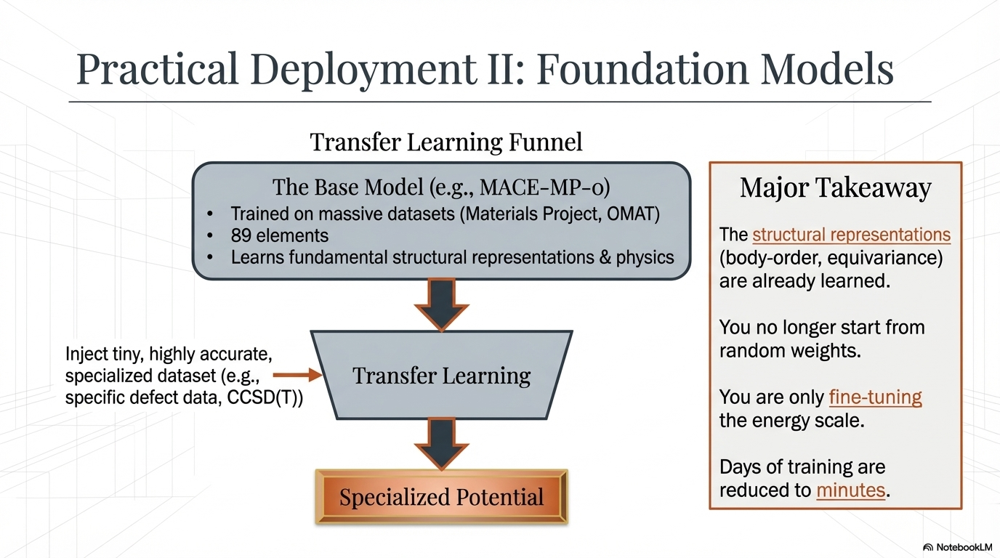 Practical Deployment II: Foundation Models
Transfer Learning Funnel
The Base Model (e.g., MACE-MP-0)
• Trained on massive datasets (Materials Project, OMAT)
• 89 elements
• Learns fundamental structural representations & physics
Inject tiny, highly accurate,
specialized dataset (e.g.,
specific defect data, CCSD(T))
Transfer Learning
Specialized Potential
Major Takeaway
The structural representations
(body-order, equivariance)
are already learned.
You no longer start from
random weights.
You are only fine-tuning
the energy scale.
Days of training are
reduced to minutes.
NotebookLM